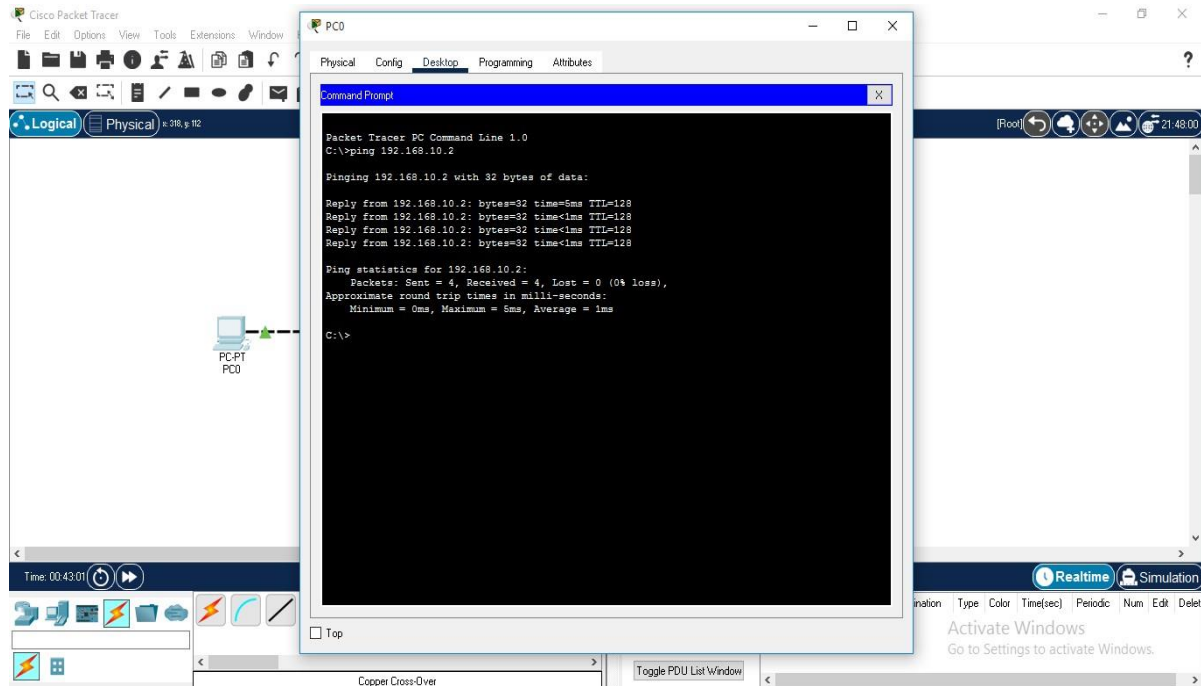 Cisco Packet Tracer
File Edit Options View Tools Extensions Window
?
Logical Physical x: 318, y: 112
[Root] 21:48:00
PC-PT
PC0
PC0
Physical Config Desktop Programming Attributes
Command Prompt X
Packet Tracer PC Command Line 1.0
C:\>ping 192.168.10.2
Pinging 192.168.10.2 with 32 bytes of data:
Reply from 192.168.10.2: bytes=32 time=5ms TTL=128
Reply from 192.168.10.2: bytes=32 time<1ms TTL=128
Reply from 192.168.10.2: bytes=32 time<1ms TTL=128
Reply from 192.168.10.2: bytes=32 time<1ms TTL=128
Ping statistics for 192.168.10.2:
Packets: Sent = 4, Received = 4, Lost = 0 (0% loss),
Approximate round trip times in milli-seconds:
Minimum = 0ms, Maximum = 5ms, Average = 1ms
C:\>
Top
Time: 00:43:01
Realtime Simulation
ination Type Color Time(sec) Periodic Num Edit Delet
Activate Windows
Go to Settings to activate Windows.
Toggle PDU List Window
Copper Cross-Over